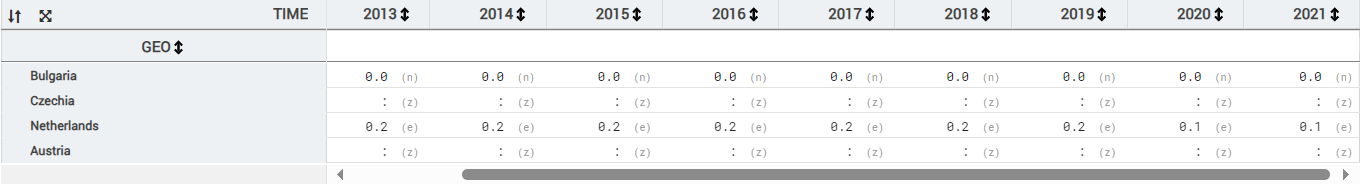 TIME 2013 2014 2015 2016 2017 2018 2019 2020 2021
GEO
Bulgaria 0.0 (n) 0.0 (n) 0.0 (n) 0.0 (n) 0.0 (n) 0.0 (n) 0.0 (n) 0.0 (n) 0.0 (n)
Czechia : (z) : (z) : (z) : (z) : (z) : (z) : (z) : (z) : (z)
Netherlands 0.2 (e) 0.2 (e) 0.2 (e) 0.2 (e) 0.2 (e) 0.2 (e) 0.2 (e) 0.1 (e) 0.1 (e)
Austria : (z) : (z) : (z) : (z) : (z) : (z) : (z) : (z) : (z)